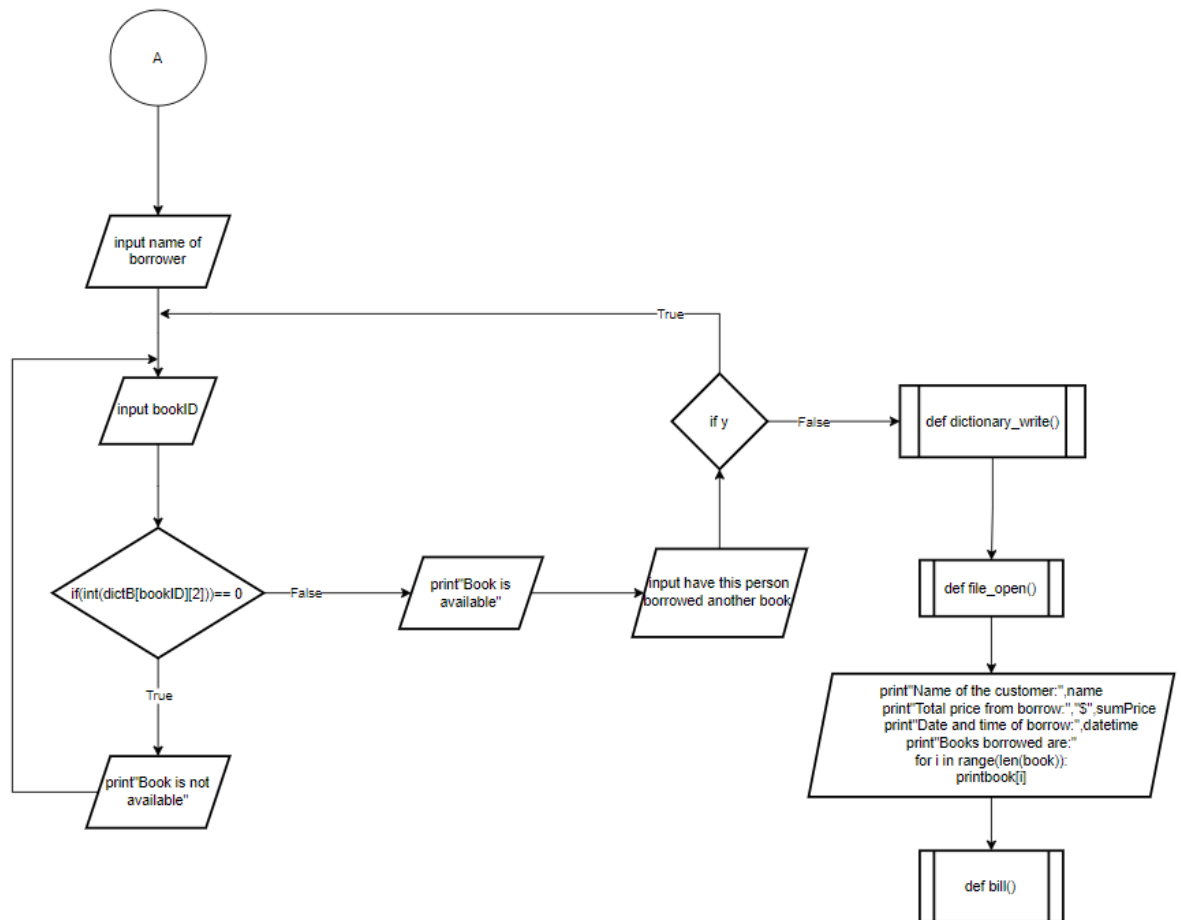 A
input name of
borrower
True
input bookID
if y
False
def dictionary_write()
if(int(dictB[bookID][2]))== 0
False
print"Book is
available"
input have this person
borrowed another book
def file_open()
True
print"Book is not
available"
print"Name of the customer:",name
print"Total price from borrow:","$",sumPrice
print"Date and time of borrow:",datetime
print"Books borrowed are:"
for i in range(len(book)):
printbook[i]
def bill()